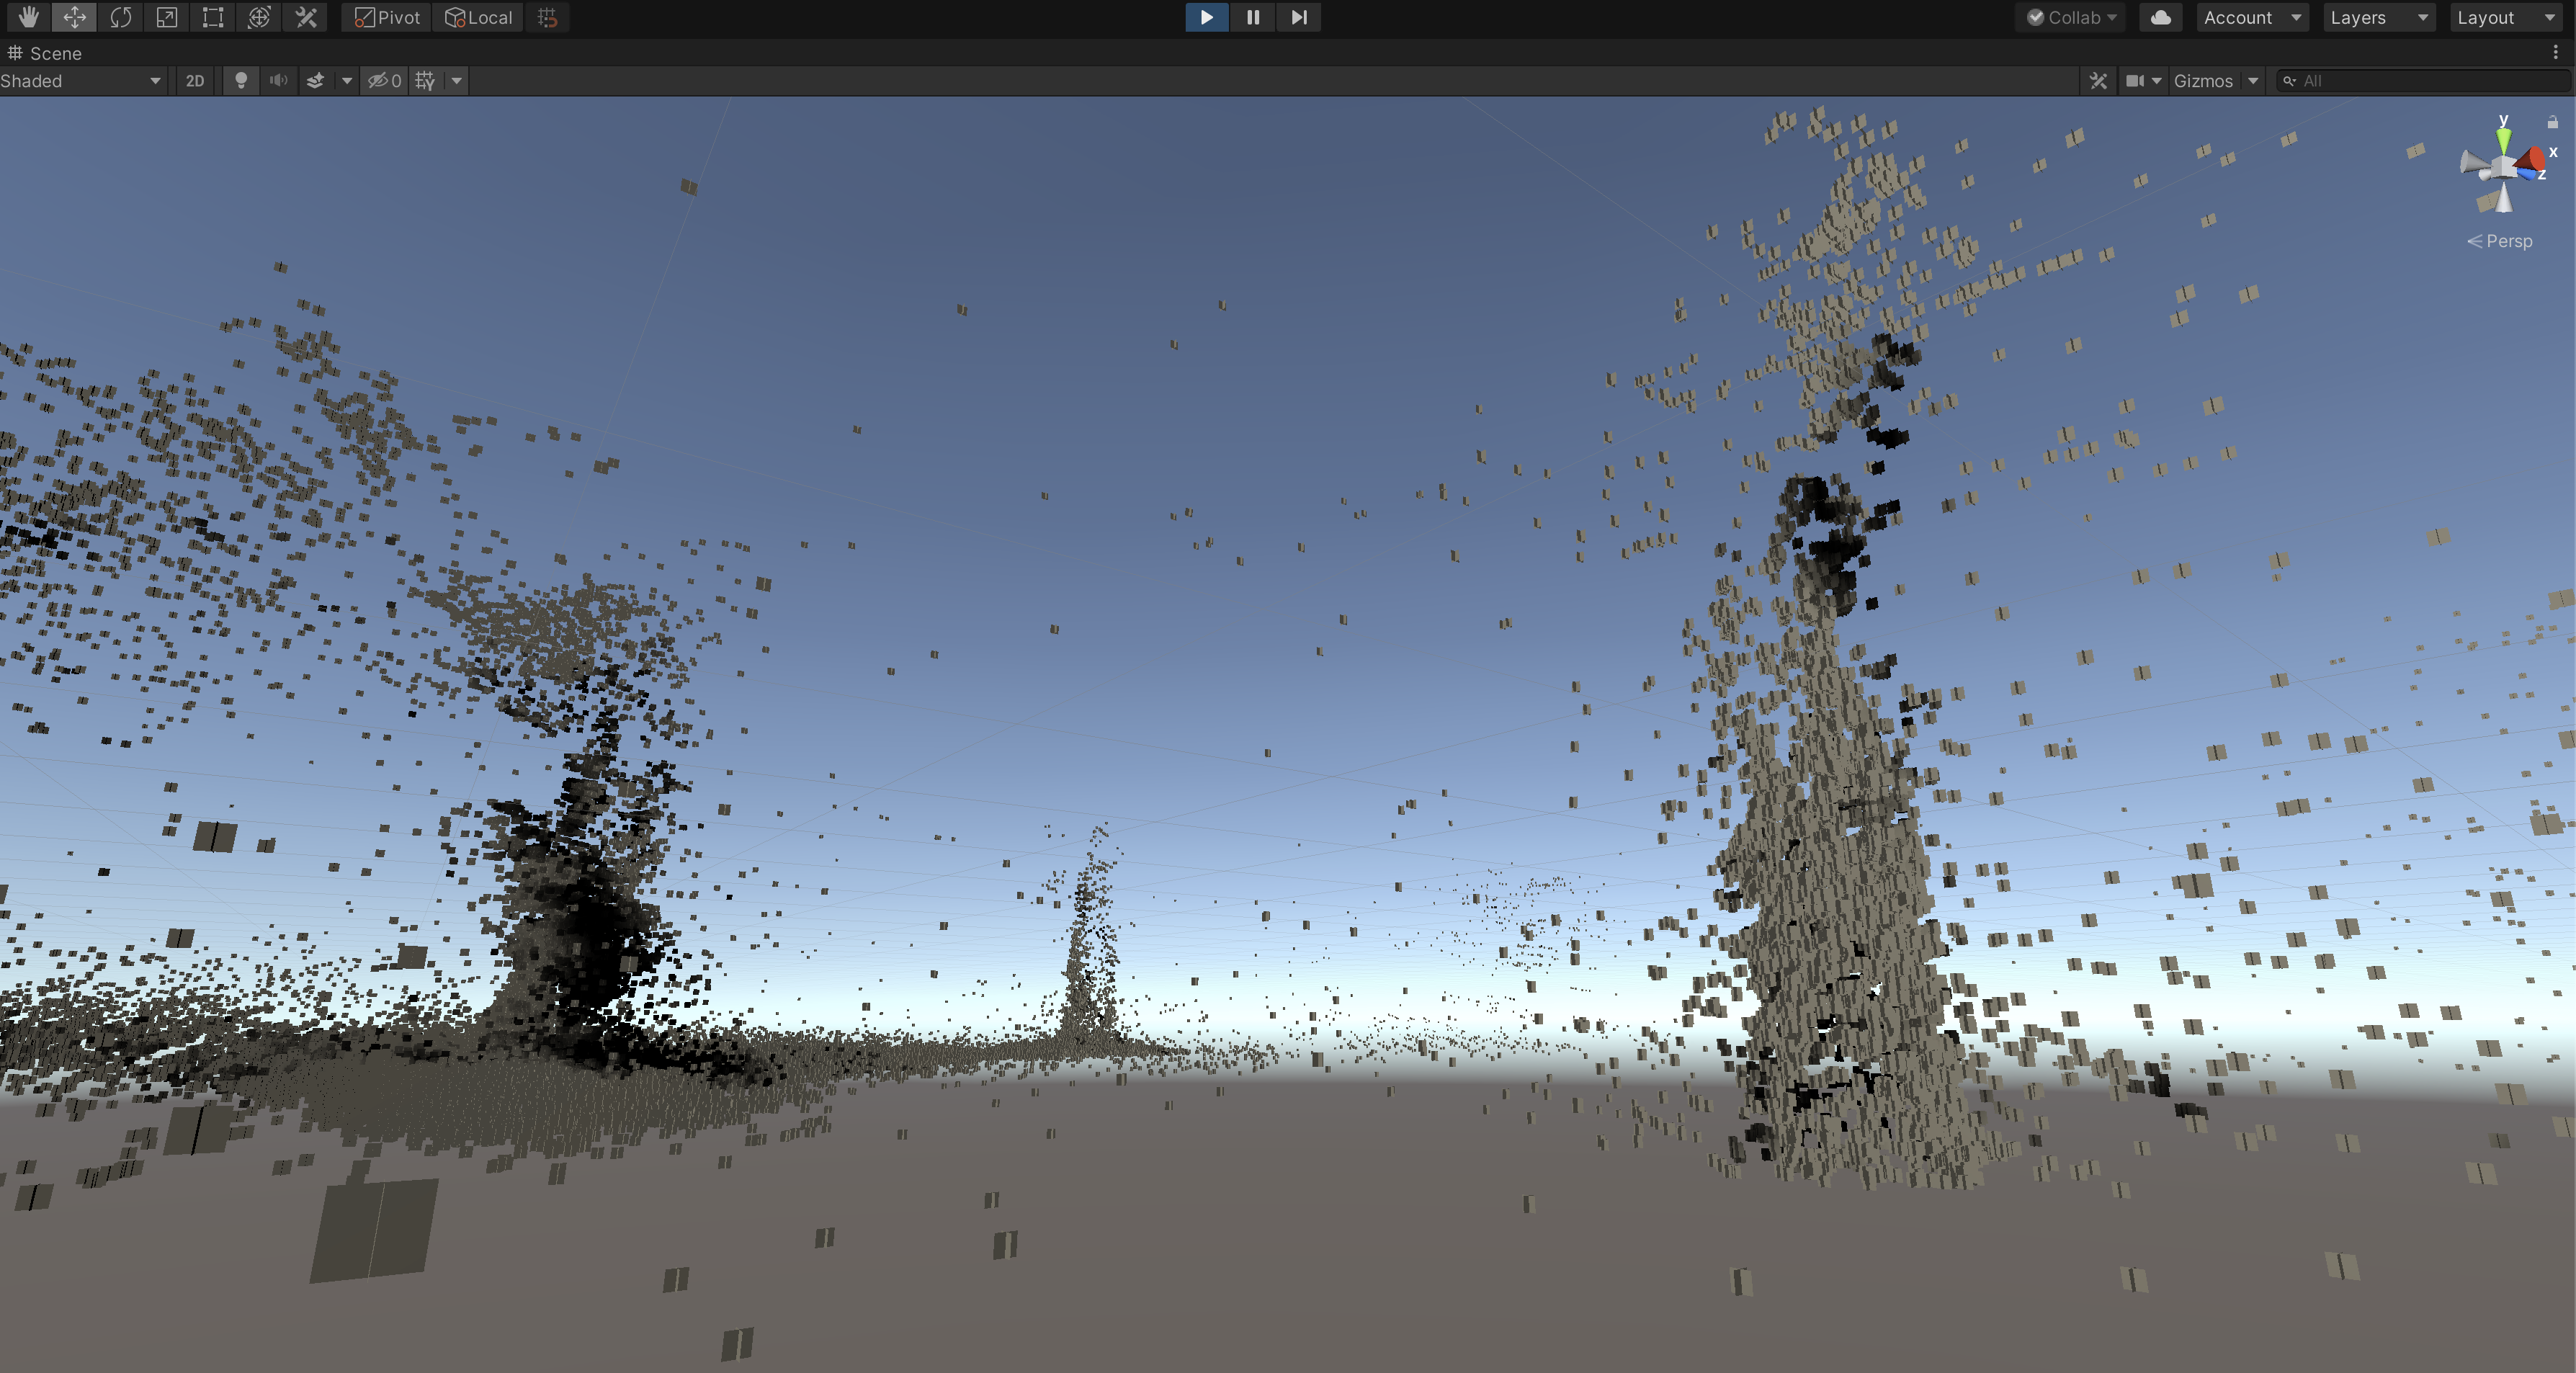 Pivot Local Collab Account Layers Layout
Scene
Shaded 2D 0 Gizmos All
y
x
z
Persp